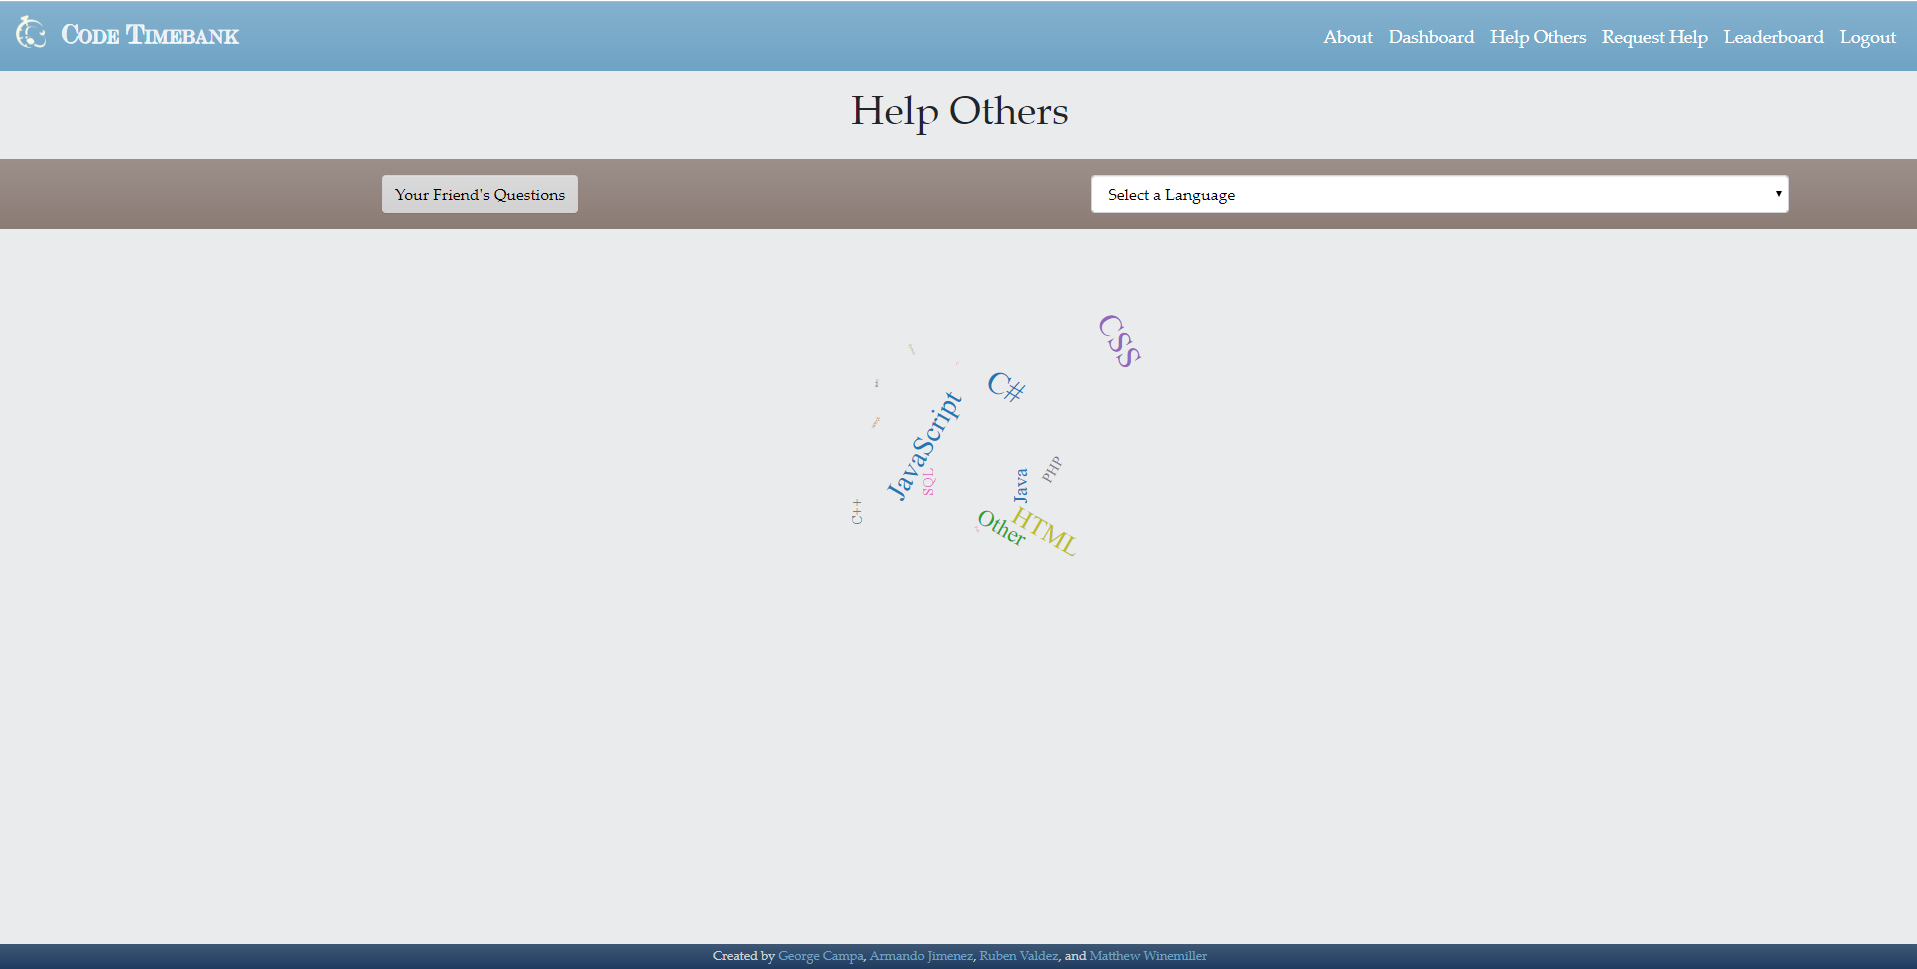 Code Timebank
About Dashboard Help Others Request Help Leaderboard Logout
Help Others
Your Friend's Questions
Select a Language
CSS
C#
JavaScript
SQL
Java
PHP
C++
Other
HTML
Created by George Campa, Armando Jimenez, Ruben Valdez, and Matthew Winemiller